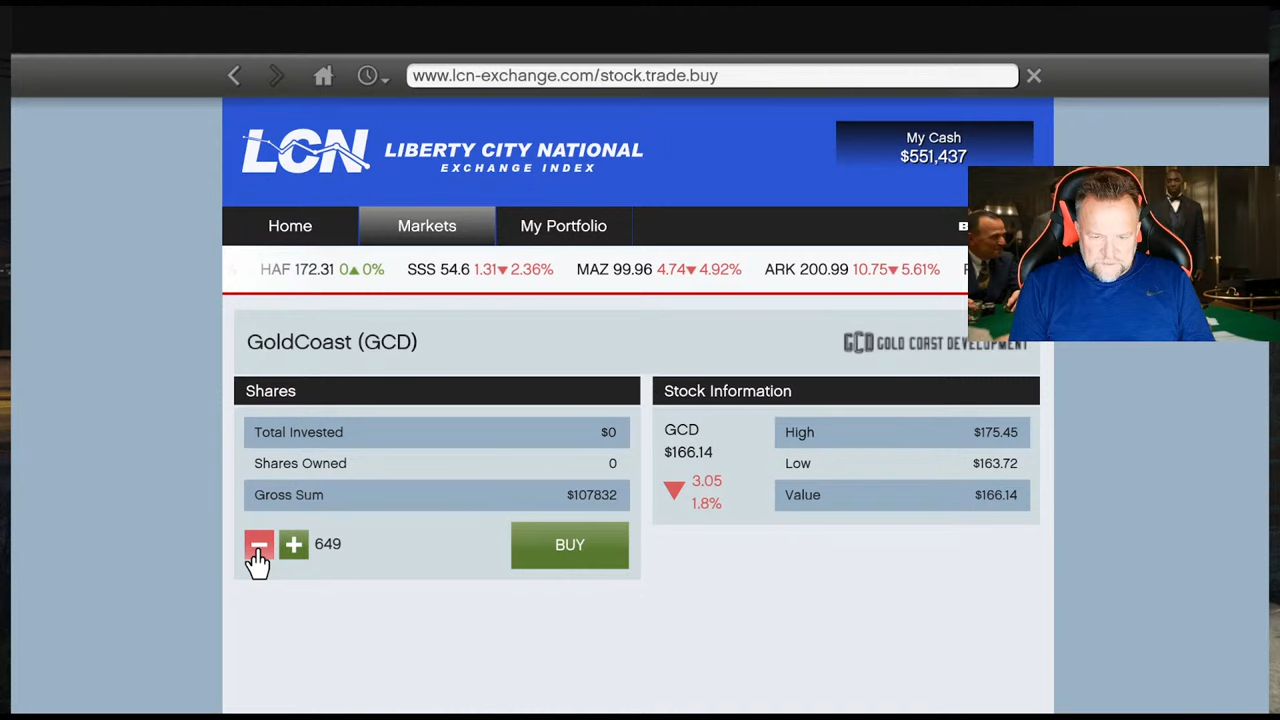 www.lcn-exchange.com/stock.trade.buy
LCN LIBERTY CITY NATIONAL
EXCHANGE INDEX
My Cash
$551,437
Home Markets My Portfolio
HAF 172.31 0▲0% SSS 54.6 1.31▼2.36% MAZ 99.96 4.74▼4.92% ARK 200.99 10.75▼5.61%
GoldCoast (GCD)
GCD GOLD COAST DEVELOPMENT
Shares
Total Invested $0
Shares Owned 0
Gross Sum $107832
649
BUY
Stock Information
GCD
$166.14
3.05
1.8%
High $175.45
Low $163.72
Value $166.14